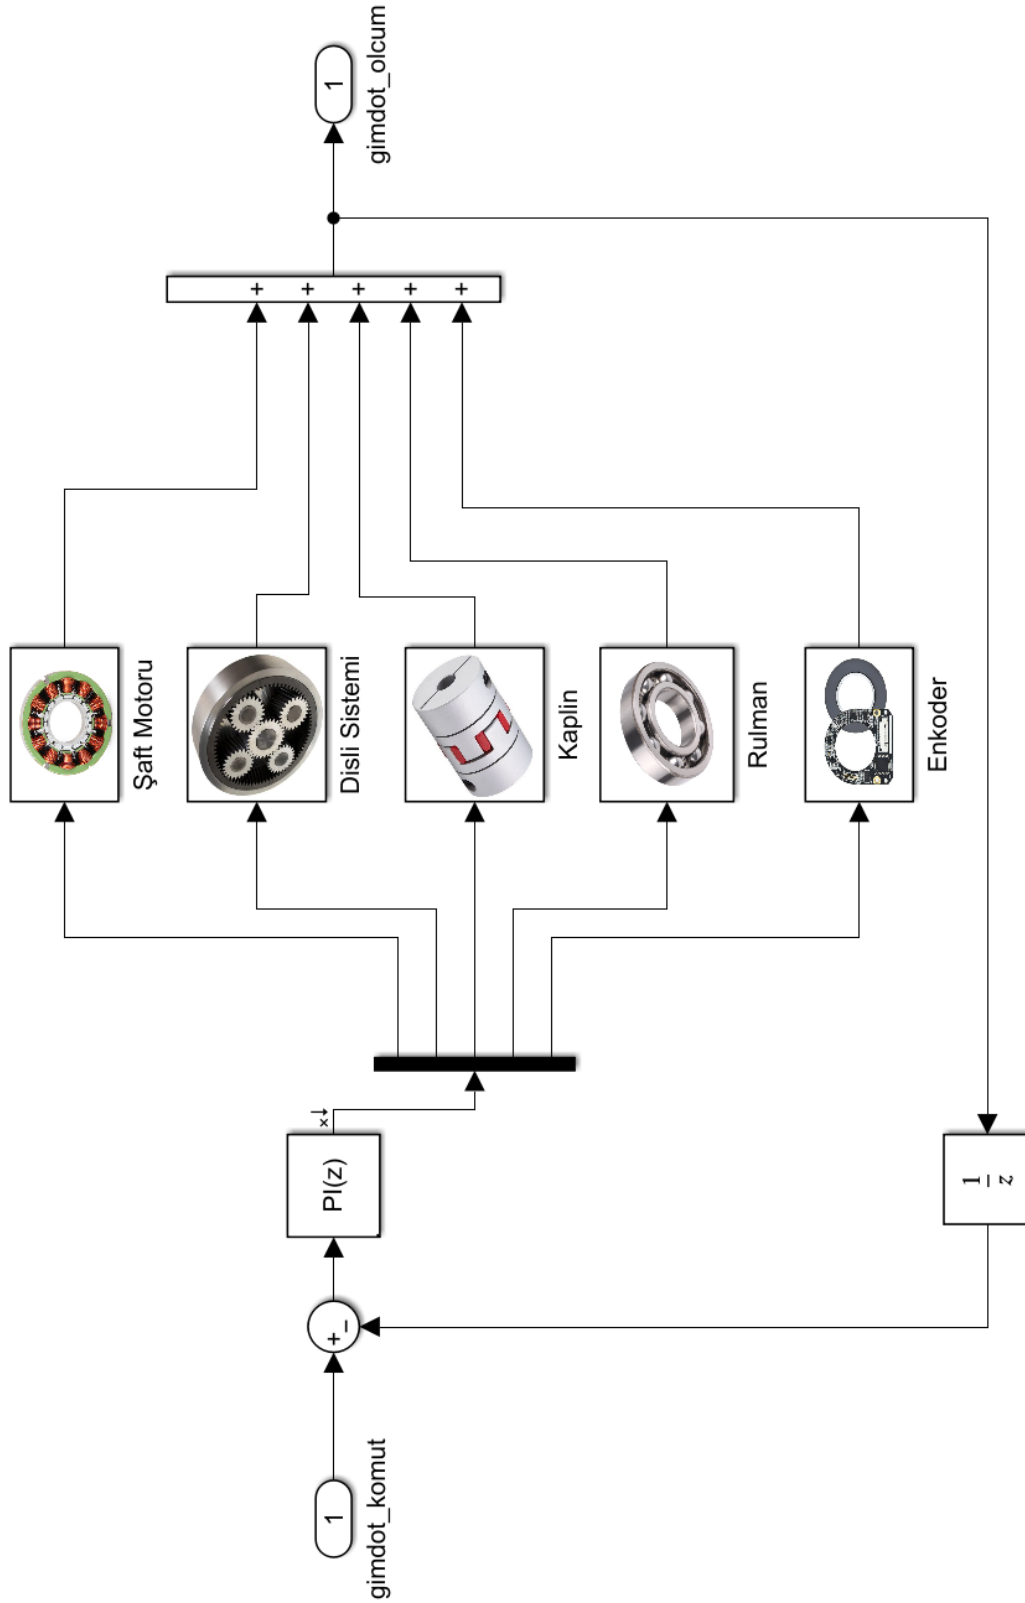 1
gimdot_komut
+
−
PI(z)
×
Şaft Motoru
Disli Sistemi
Kaplin
Rulman
Enkoder
+
+
+
+
+
1
gimdot_olcum
1
z